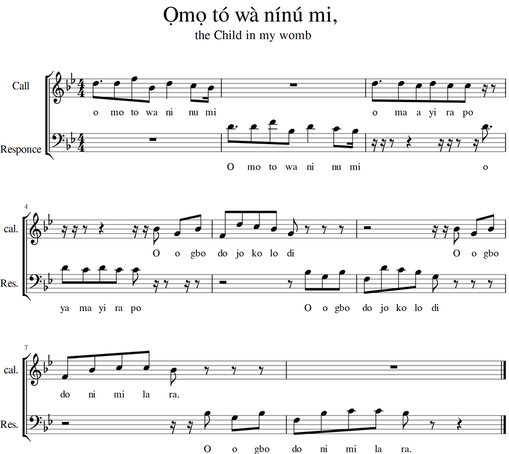 Ọmọ tó wà nínú mi,
the Child in my womb
Call
o mo to wa ni nu mi o ma a yi ra po
Responce
O mo to wa ni nu mi o
4
cal.
O o gbo do jo ko lo di O o gbo
Res.
ya ma yi ra po O o gbo do jo ko lo di
7
cal.
do ni mi la ra.
Res.
O o gbo do ni mi la ra.